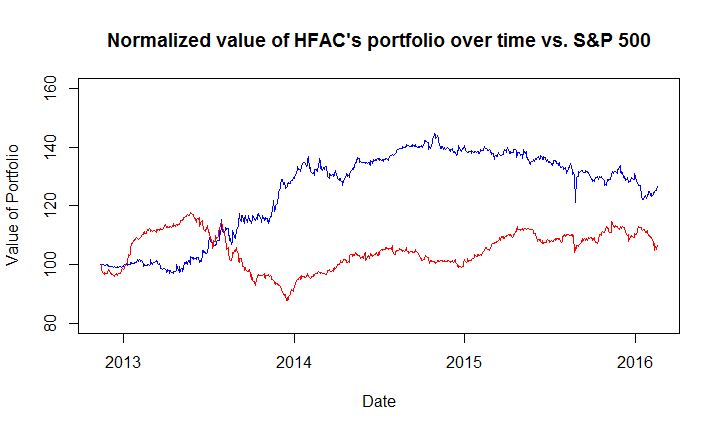 Normalized value of HFAC's portfolio over time vs. S&P 500
Value of Portfolio
160
140
120
100
80
2013 2014 2015 2016
Date